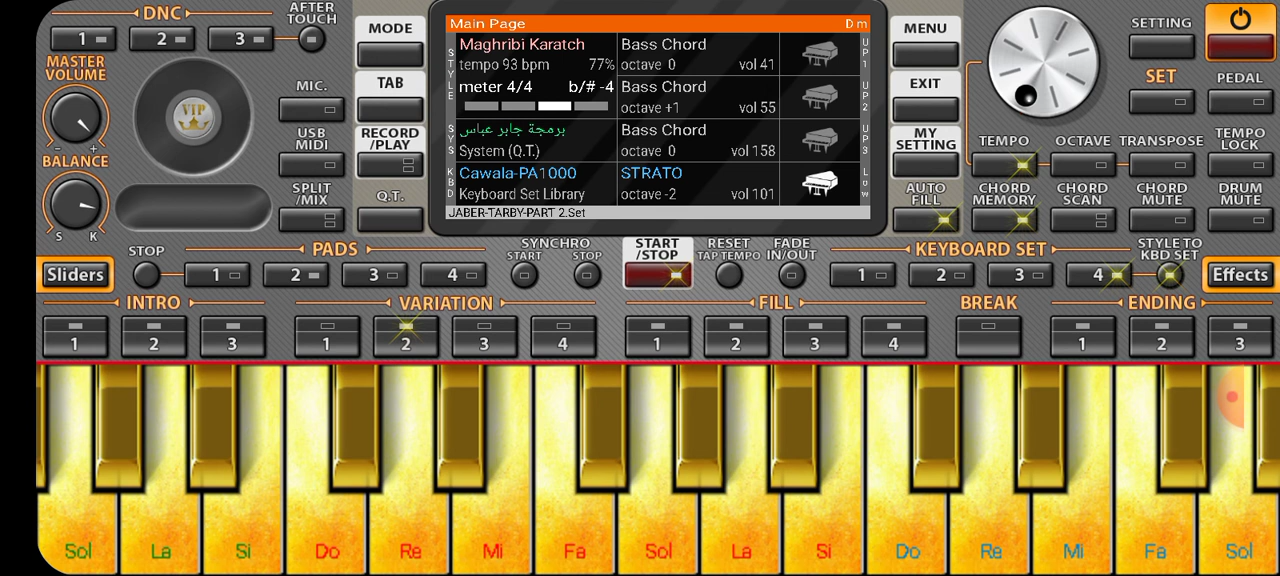 DNC
AFTER
TOUCH
1
2
3
MASTER
VOLUME
- +
BALANCE
S K
VIP
MIC.
USB
MIDI
SPLIT
/MIX
MODE
TAB
RECORD
/PLAY
Q.T.
Main Page
D m
STYLE
Maghribi Karatch
tempo 93 bpm 77%
meter 4/4 b/# -4
SYS
برمجة جابر عباس
System (Q.T.)
KBD
Cawala-PA1000
Keyboard Set Library
Bass Chord
octave 0 vol 41
UP1
Bass Chord
octave +1 vol 55
UP2
Bass Chord
octave 0 vol 158
UP3
STRATO
octave -2 vol 101
Low
JABER-TARBY-PART 2.Set
MENU
EXIT
MY
SETTING
AUTO
FILL
SETTING
SET
PEDAL
TEMPO
OCTAVE
TRANSPOSE
TEMPO
LOCK
CHORD
MEMORY
CHORD
SCAN
CHORD
MUTE
DRUM
MUTE
Sliders
STOP
PADS
1
2
3
4
SYNCHRO
START
STOP
START
/STOP
RESET
TAP TEMPO
FADE
IN/OUT
KEYBOARD SET
1
2
3
4
STYLE TO
KBD SET
Effects
INTRO
1
2
3
VARIATION
1
2
3
4
FILL
1
2
3
4
BREAK
ENDING
1
2
3
Sol La Si Do Re Mi Fa Sol La Si Do Re Mi Fa Sol